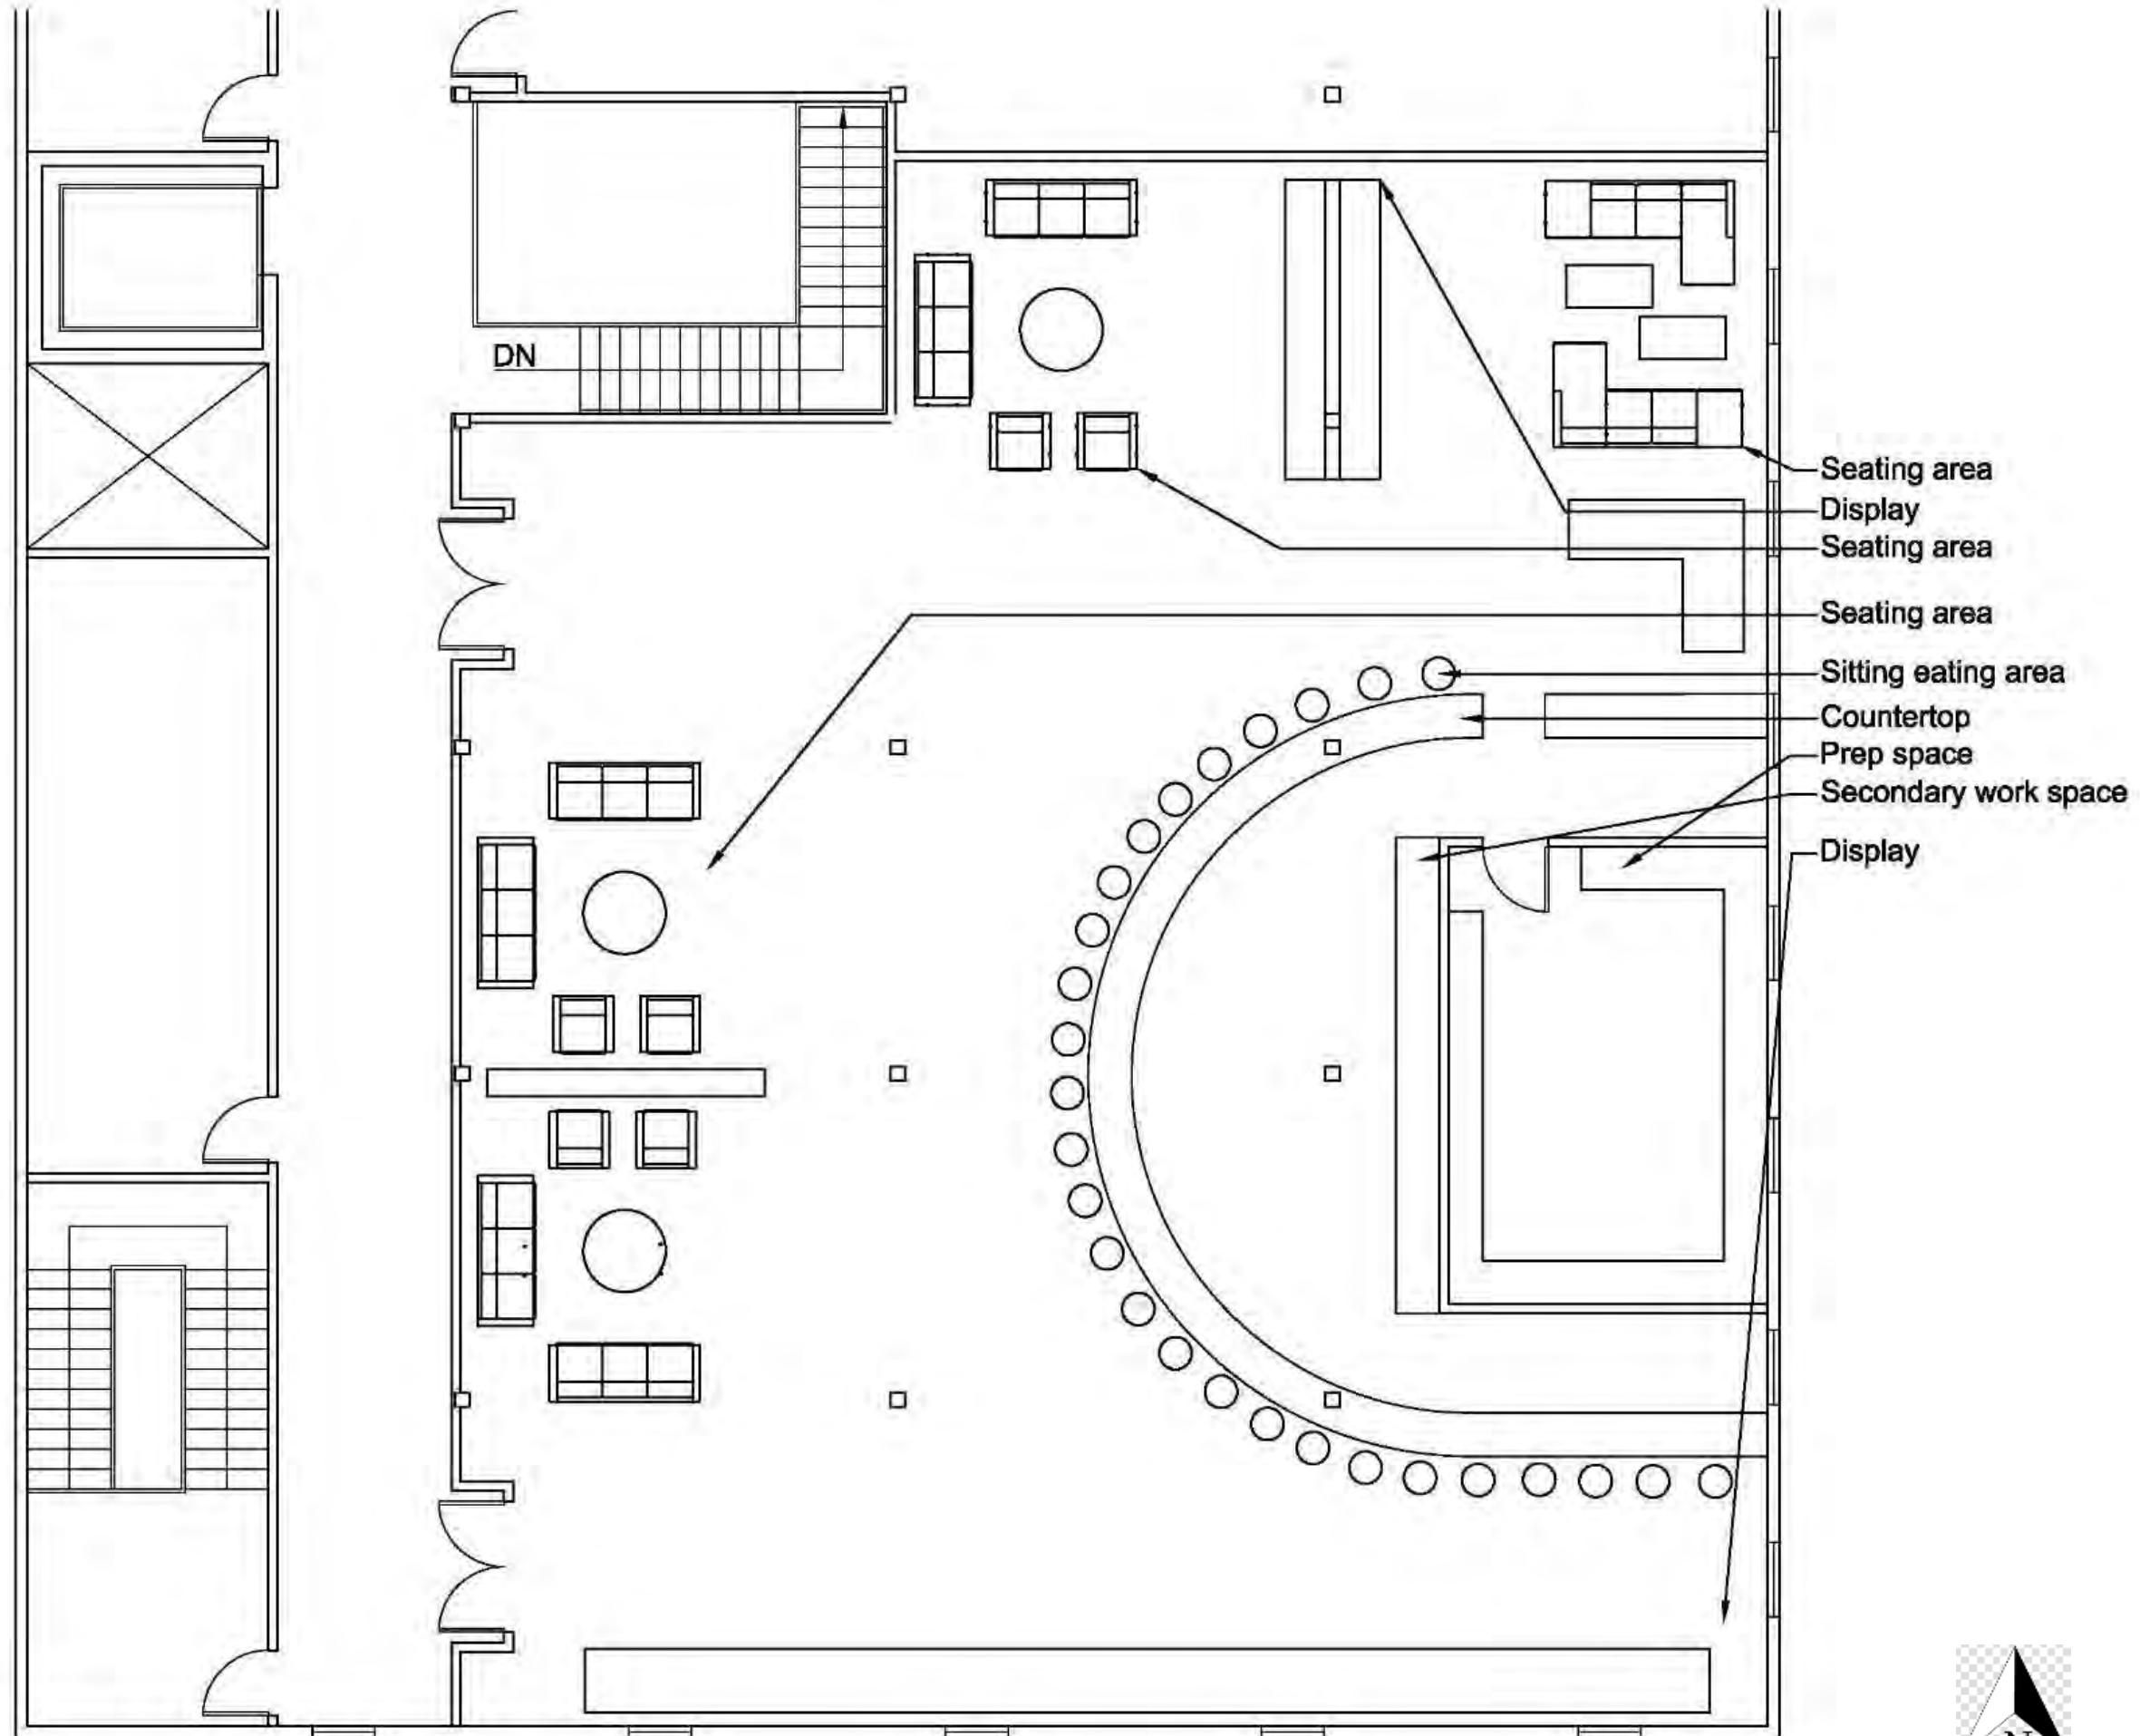 DN
Seating area
Display
Seating area
Seating area
Sitting eating area
Countertop
Prep space
Secondary work space
Display
N